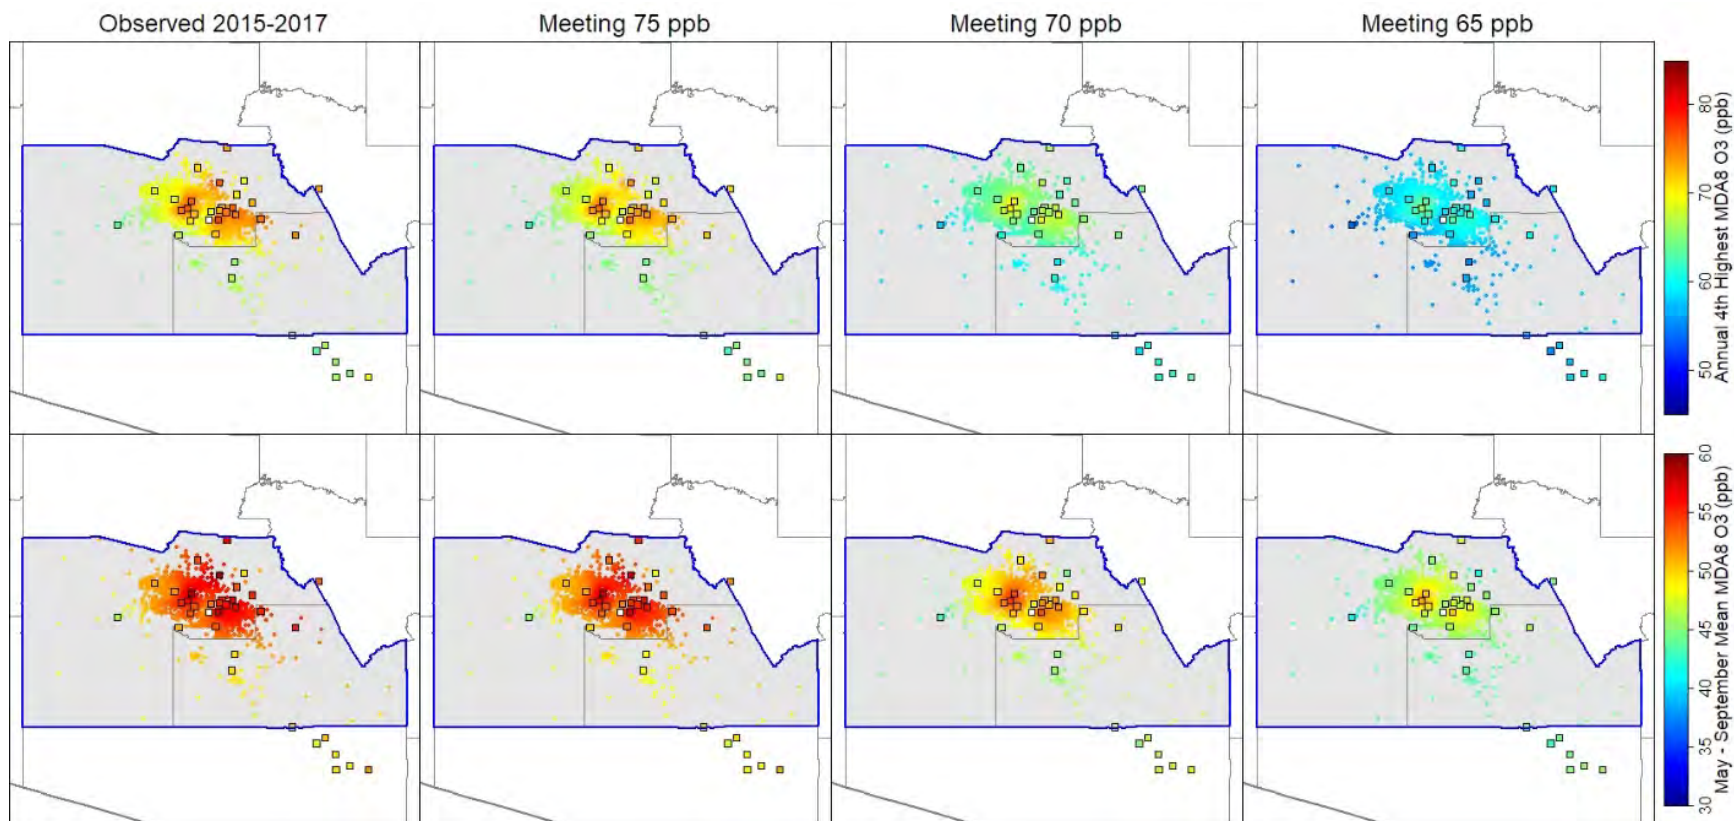 Observed 2015-2017
Meeting 75 ppb
Meeting 70 ppb
Meeting 65 ppb
80
70
60
50
Annual 4th Highest MDA8 O3 (ppb)
60
55
50
45
40
35
30
May - September Mean MDA8 O3 (ppb)